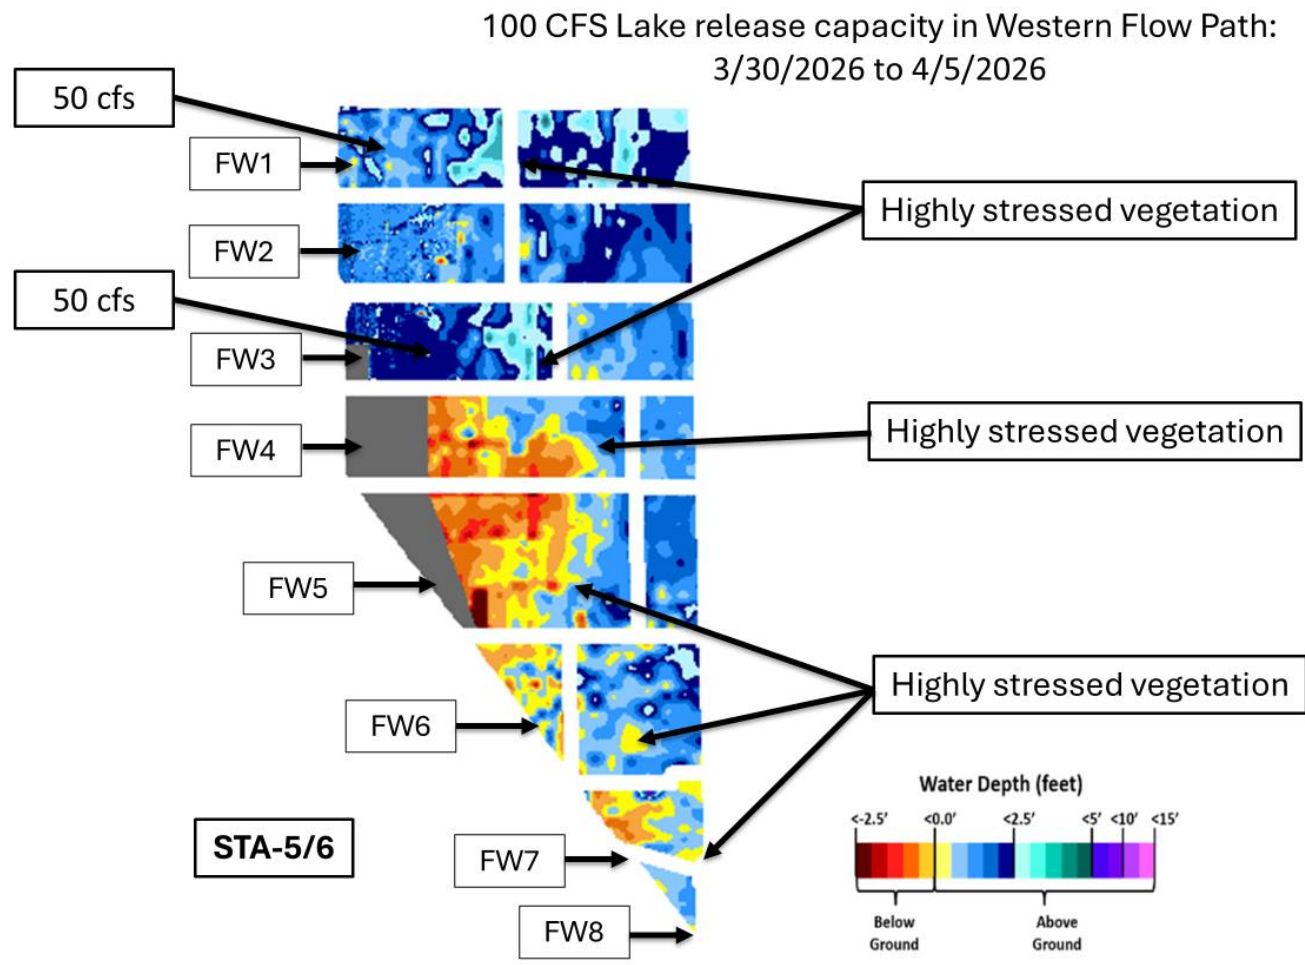 100 CFS Lake release capacity in Western Flow Path:
3/30/2026 to 4/5/2026
50 cfs
FW1
Highly stressed vegetation
FW2
50 cfs
FW3
Highly stressed vegetation
FW4
FW5
Highly stressed vegetation
FW6
Water Depth (feet)
<-2.5' <0.0' <2.5' <5' <10' <15'
STA-5/6
FW7
Below
Ground
Above
Ground
FW8